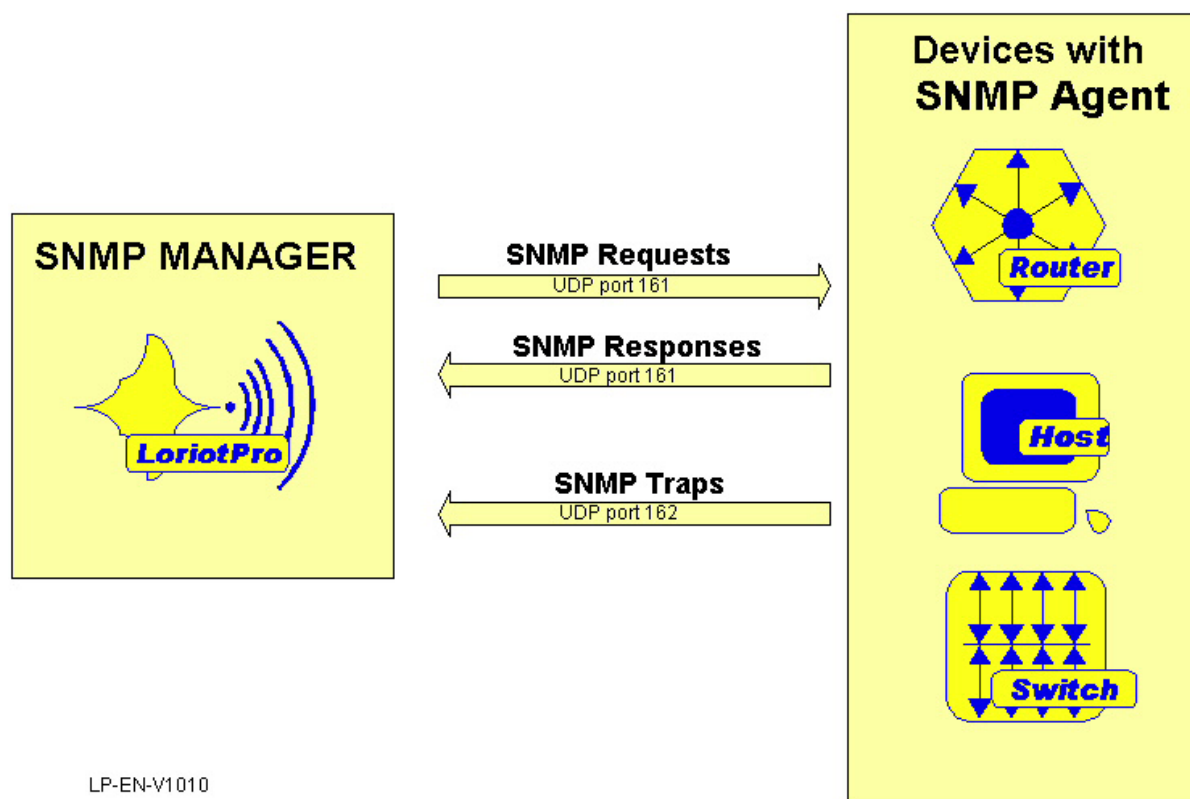 Devices with
SNMP Agent
SNMP MANAGER
SNMP Requests
UDP port 161
Router
SNMP Responses
UDP port 161
LoriotPro
Host
SNMP Traps
UDP port 162
Switch
LP-EN-V1010